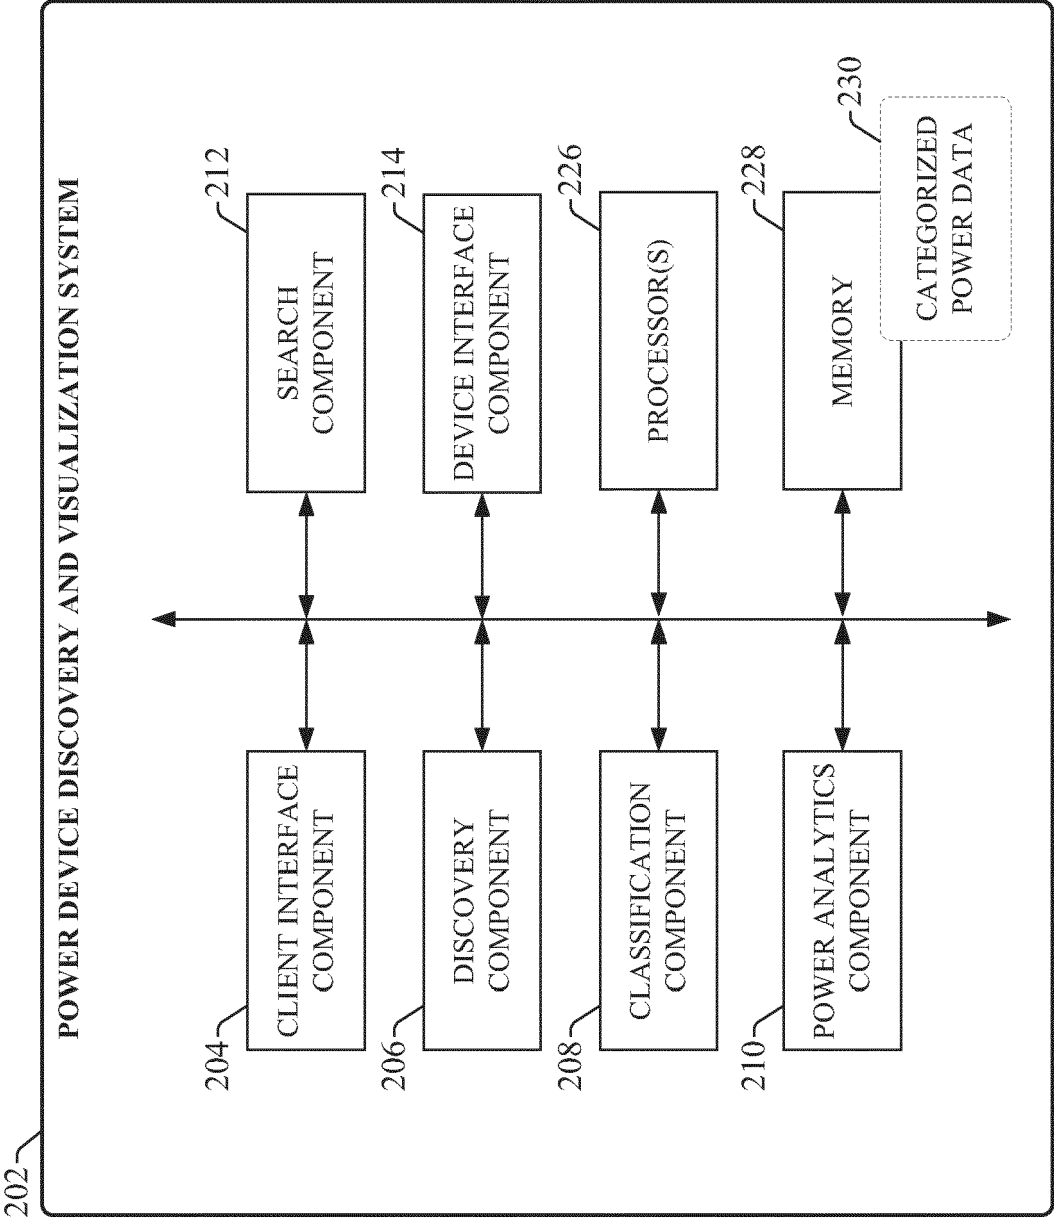 202
POWER DEVICE DISCOVERY AND VISUALIZATION SYSTEM
204
CLIENT INTERFACE
COMPONENT
206
DISCOVERY
COMPONENT
208
CLASSIFICATION
COMPONENT
210
POWER ANALYTICS
COMPONENT
212
SEARCH
COMPONENT
214
DEVICE INTERFACE
COMPONENT
226
PROCESSOR(S)
228
MEMORY
230
CATEGORIZED
POWER DATA